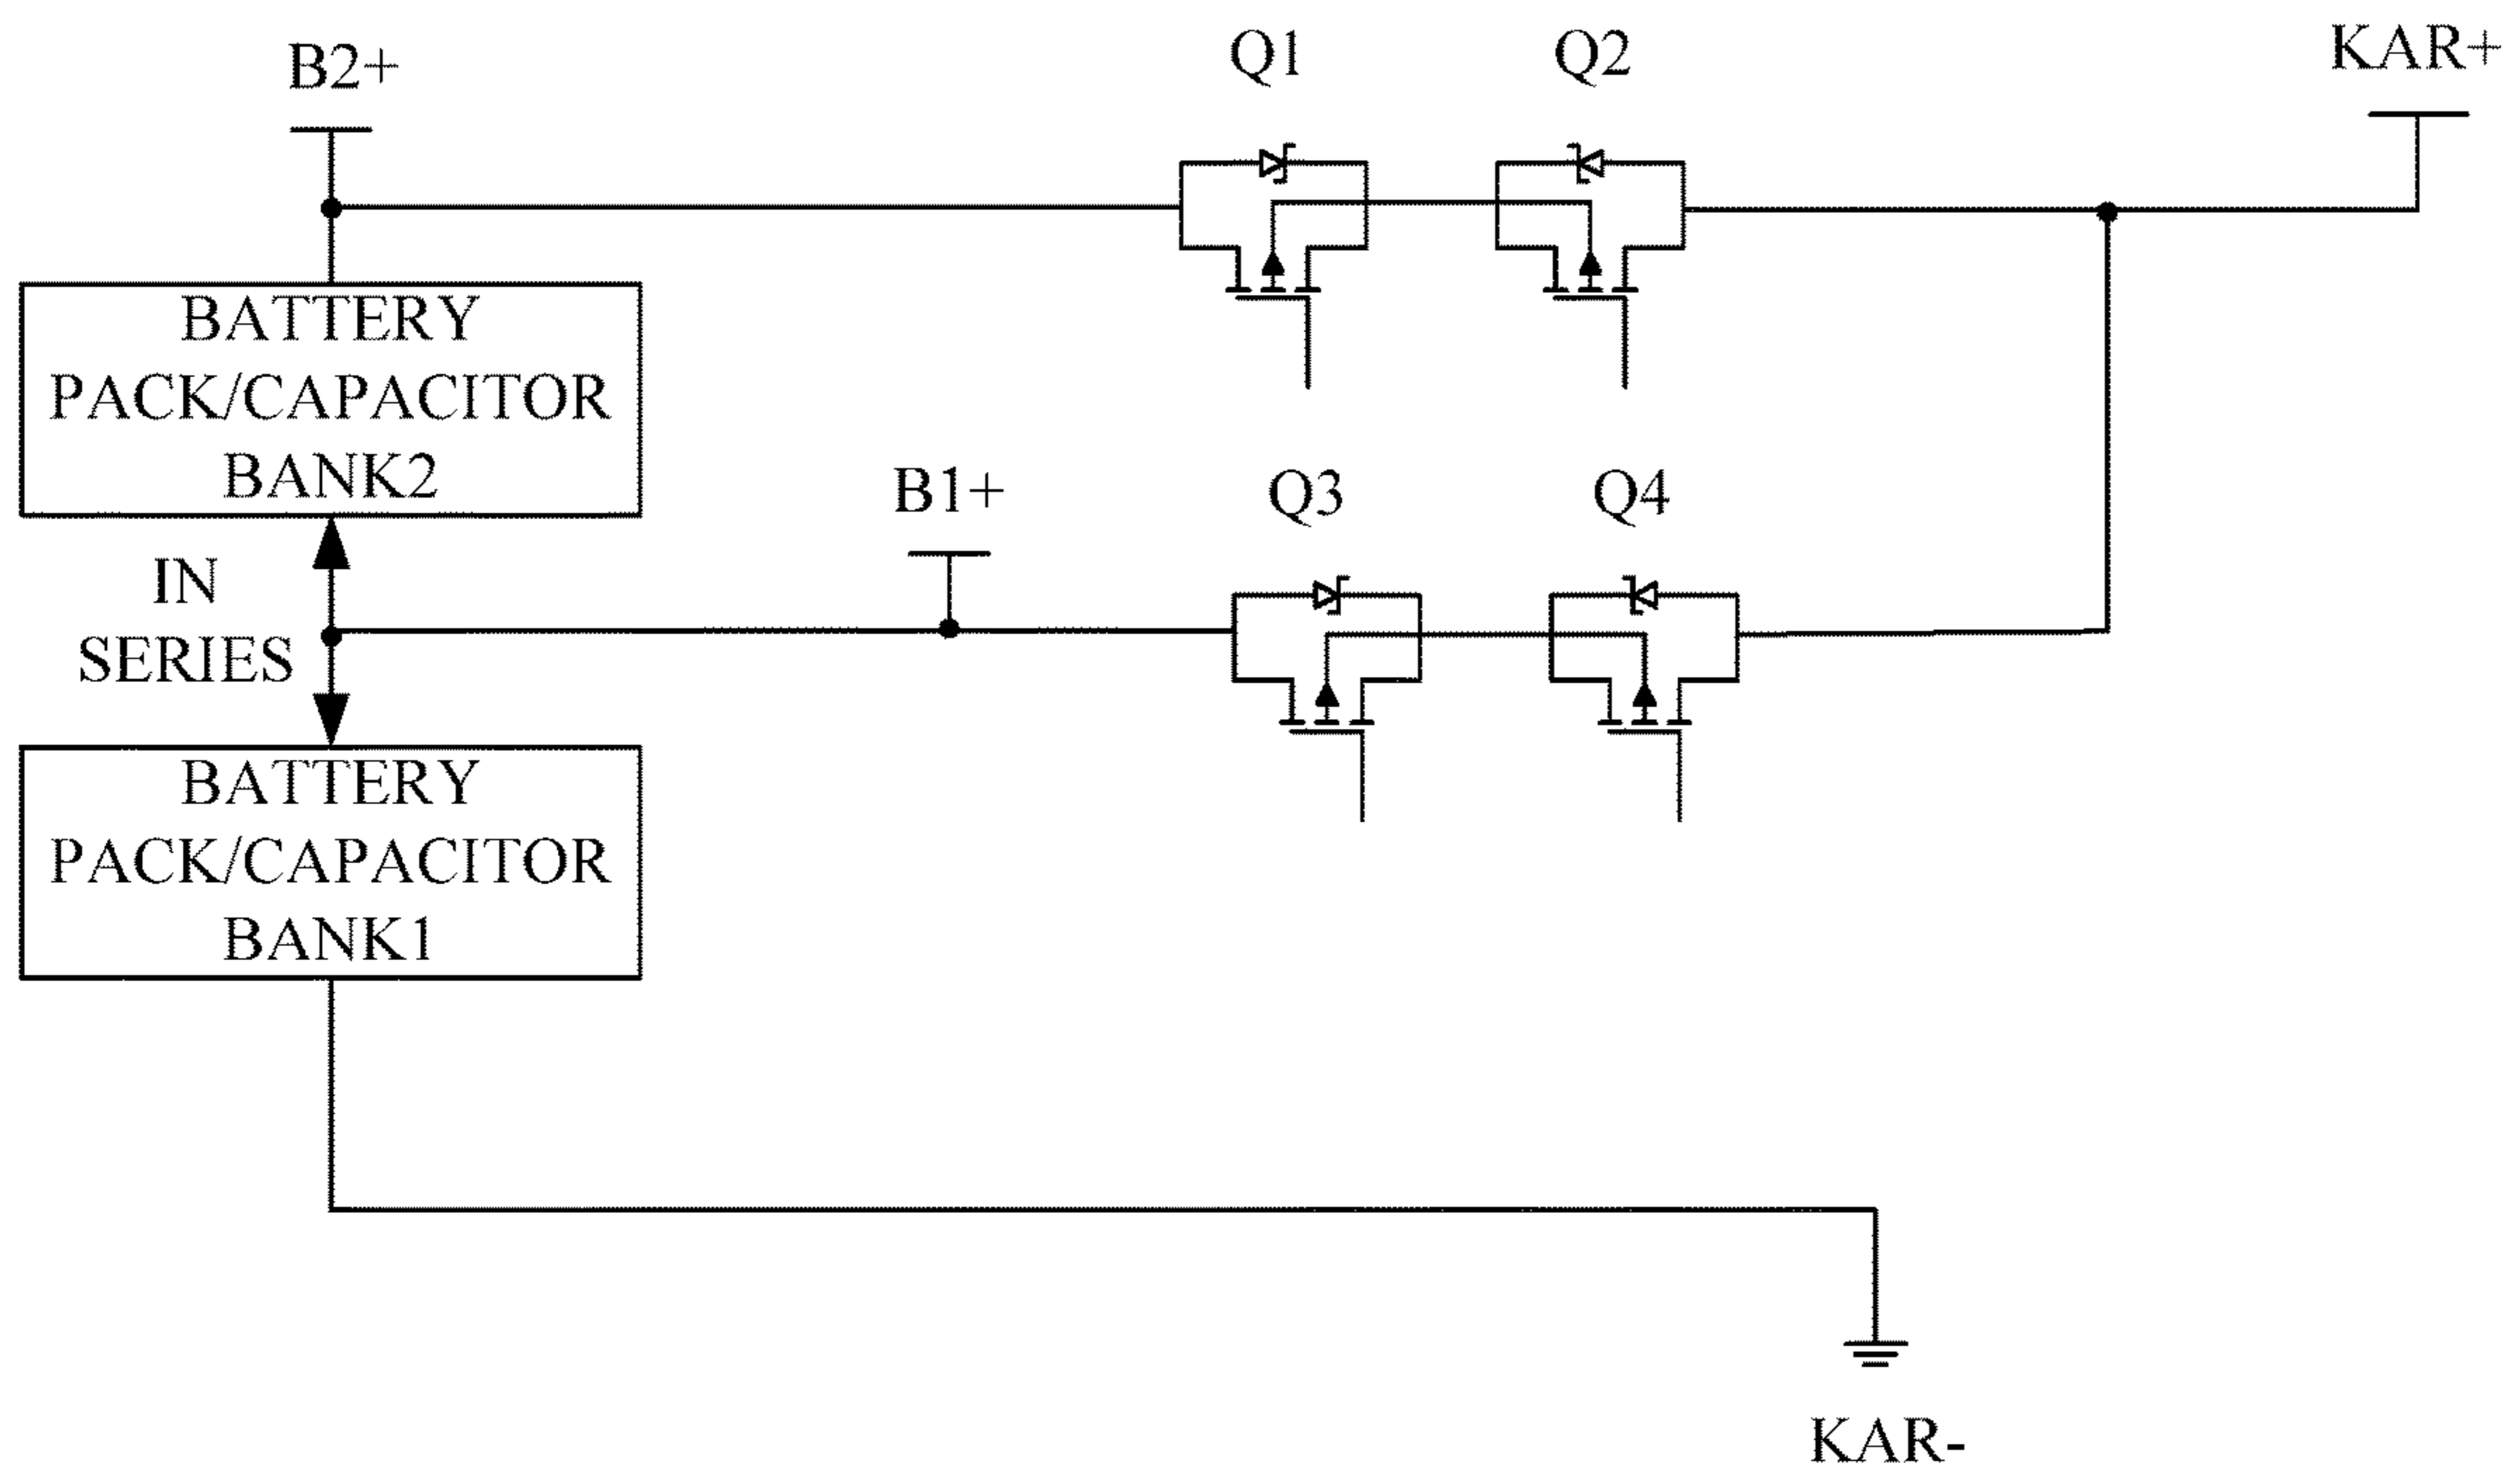 B2+
Q1
Q2
KAR+
BATTERY
PACK/CAPACITOR
BANK2
B1+
Q3
Q4
IN
SERIES
BATTERY
PACK/CAPACITOR
BANK1
KAR-